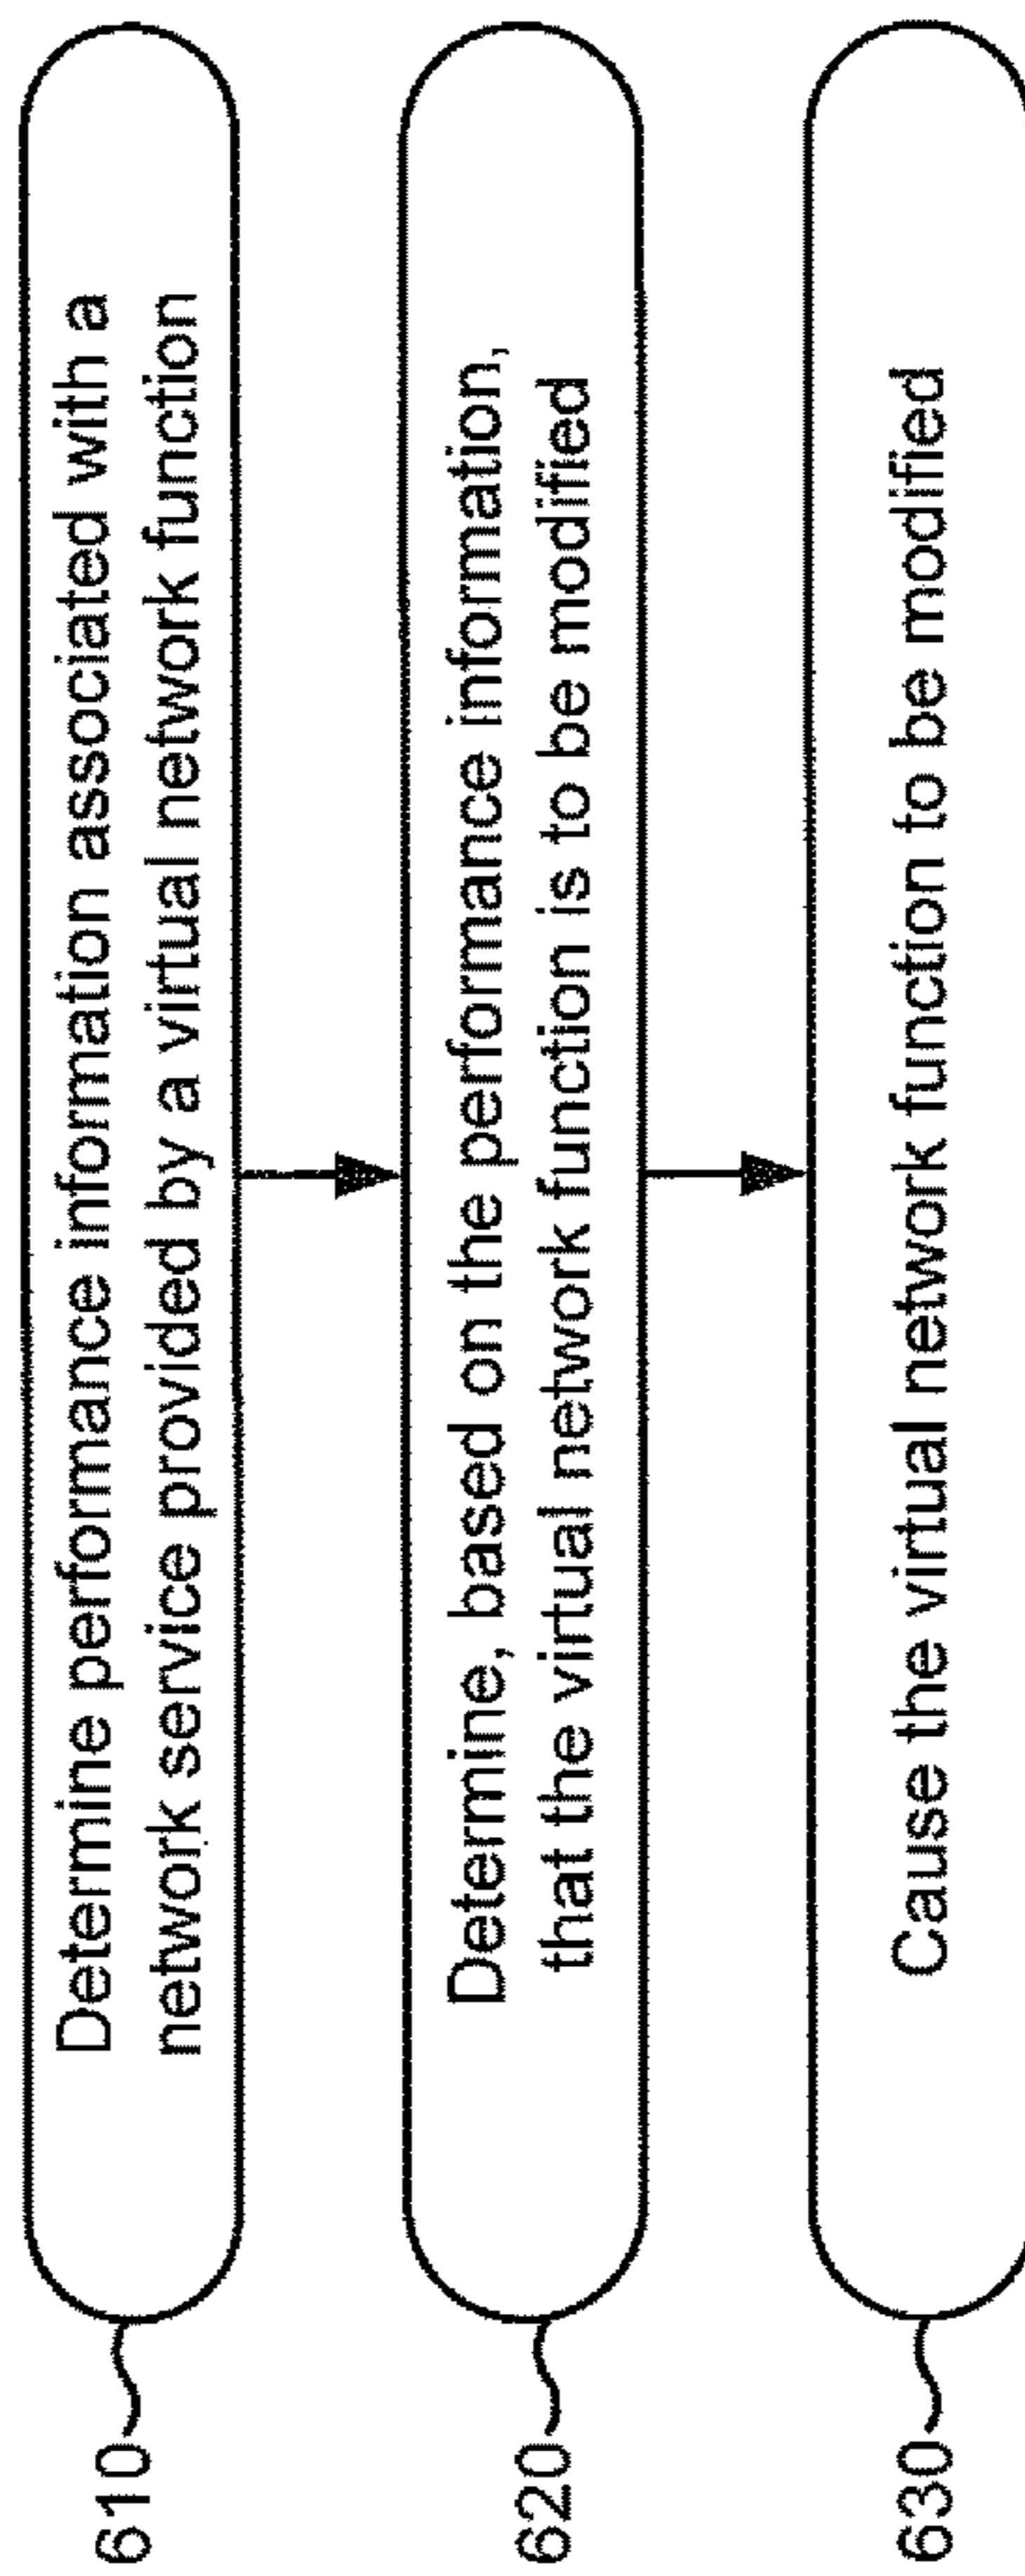 610
Determine performance information associated with a
network service provided by a virtual network function
620
Determine, based on the performance information,
that the virtual network function is to be modified
630
Cause the virtual network function to be modified